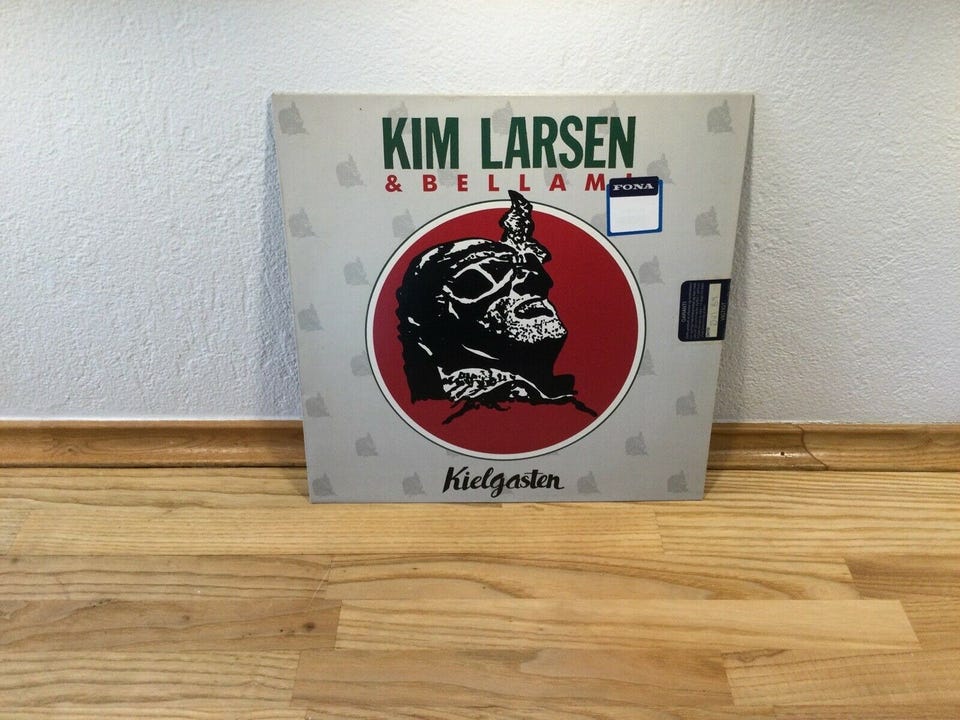 KIM LARSEN
& BELLAMI
FONA
Kielgasten